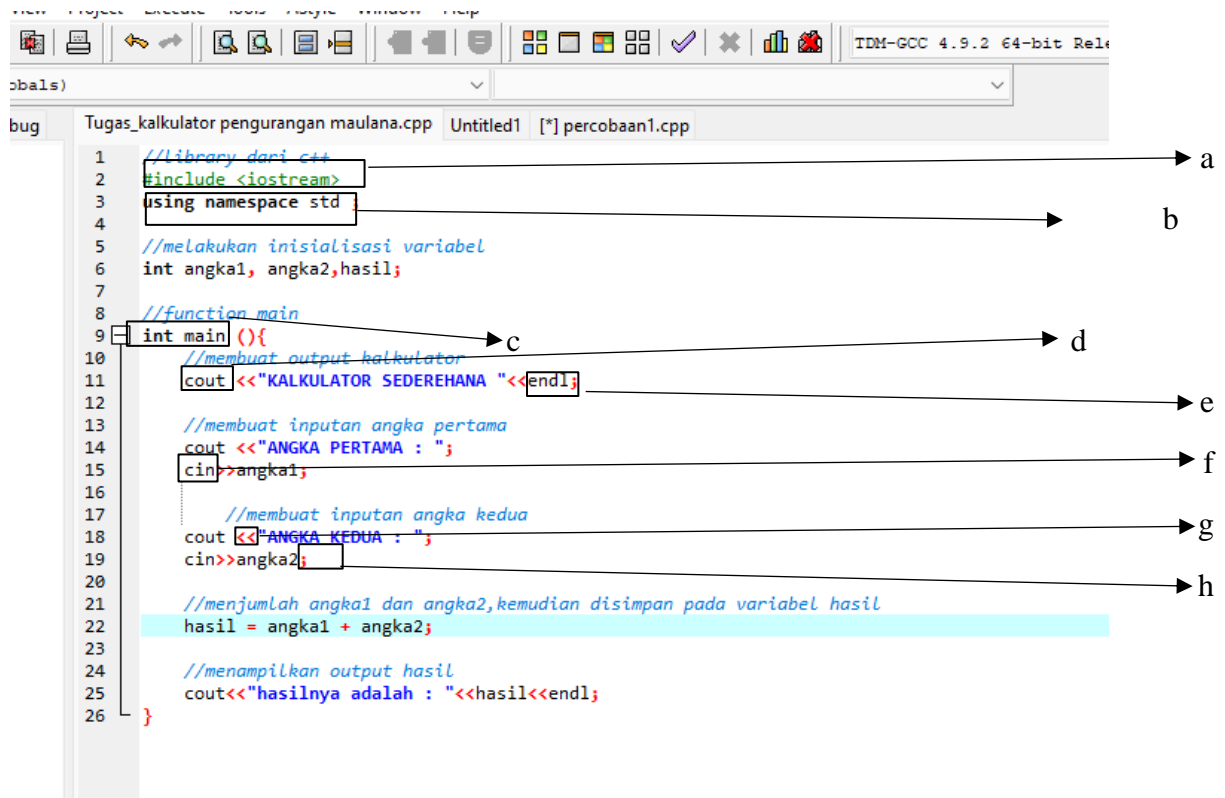 View Project Execute Tools AStyle Window Help
TDM-GCC 4.9.2 64-bit Rele
obals)
bug Tugas_kalkulator pengurangan maulana.cpp Untitled1 [*] percobaan1.cpp
1 //library dari c++
2 #include <iostream>
3 using namespace std ;
4
5 //melakukan inisialisasi variabel
6 int angka1, angka2,hasil;
7
8 //function main
9 int main (){
10 //membuat output kalkulator
11 cout <<"KALKULATOR SEDEREHANA "<<endl;
12
13 //membuat inputan angka pertama
14 cout <<"ANGKA PERTAMA : ";
15 cin>>angka1;
16
17 //membuat inputan angka kedua
18 cout <<"ANGKA KEDUA : ";
19 cin>>angka2;
20
21 //menjumlah angka1 dan angka2,kemudian disimpan pada variabel hasil
22 hasil = angka1 + angka2;
23
24 //menampilkan output hasil
25 cout<<"hasilnya adalah : "<<hasil<<endl;
26 }
a
b
c
d
e
f
g
h